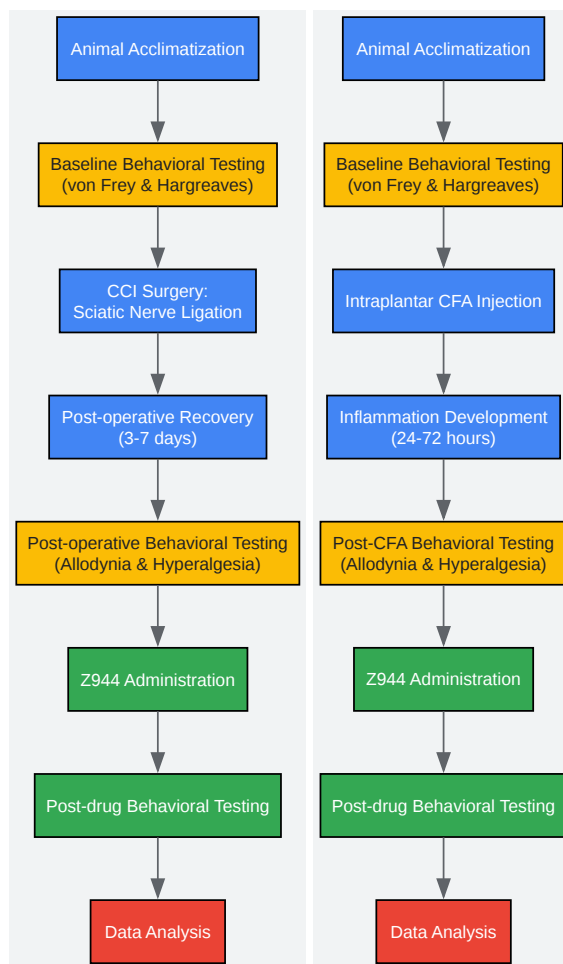 Animal Acclimatization
Baseline Behavioral Testing
(von Frey & Hargreaves)
CCI Surgery:
Sciatic Nerve Ligation
Post-operative Recovery
(3-7 days)
Post-operative Behavioral Testing
(Allodynia & Hyperalgesia)
Z944 Administration
Post-drug Behavioral Testing
Data Analysis
Animal Acclimatization
Baseline Behavioral Testing
(von Frey & Hargreaves)
Intraplantar CFA Injection
Inflammation Development
(24-72 hours)
Post-CFA Behavioral Testing
(Allodynia & Hyperalgesia)
Z944 Administration
Post-drug Behavioral Testing
Data Analysis